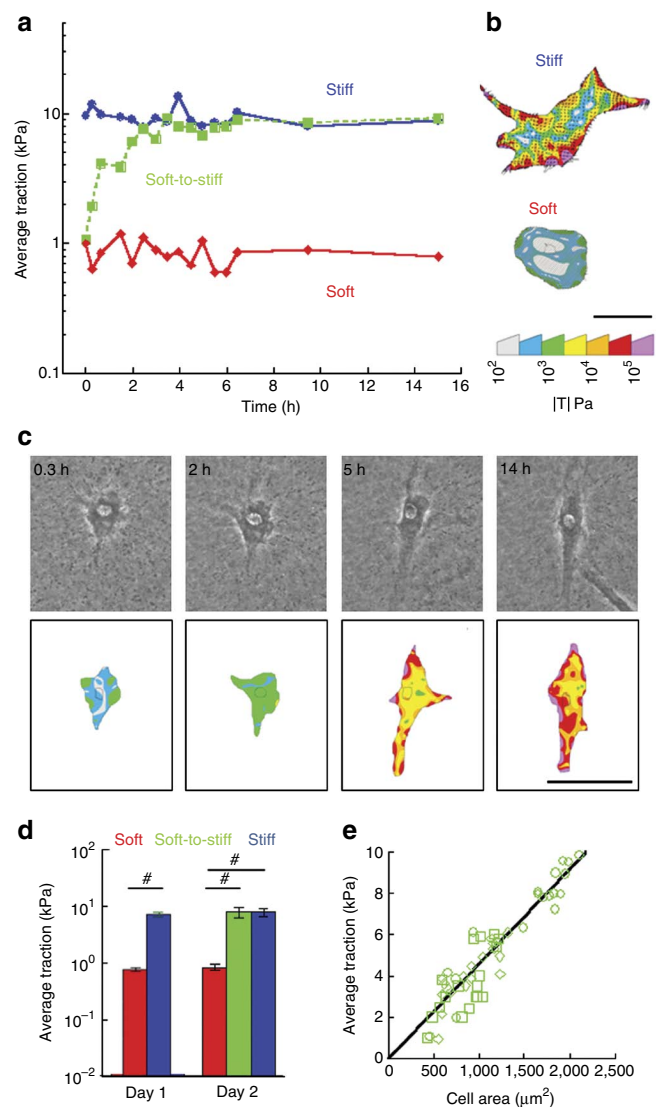 a
Average traction (kPa)
10
1
0.1
Stiff
Soft-to-stiff
Soft
0 2 4 6 8 10 12 14 16
Time (h)
b
Stiff
Soft
10² 10³ 10⁴ 10⁵
|T| Pa
c
0.3 h 2 h 5 h 14 h
d
Soft Soft-to-stiff Stiff
Average traction (kPa)
10²
10¹
10⁰
10⁻¹
10⁻²
#
#
#
Day 1 Day 2
e
Average traction (kPa)
10
8
6
4
2
0
0 500 1,000 1,500 2,000 2,500
Cell area (μm²)